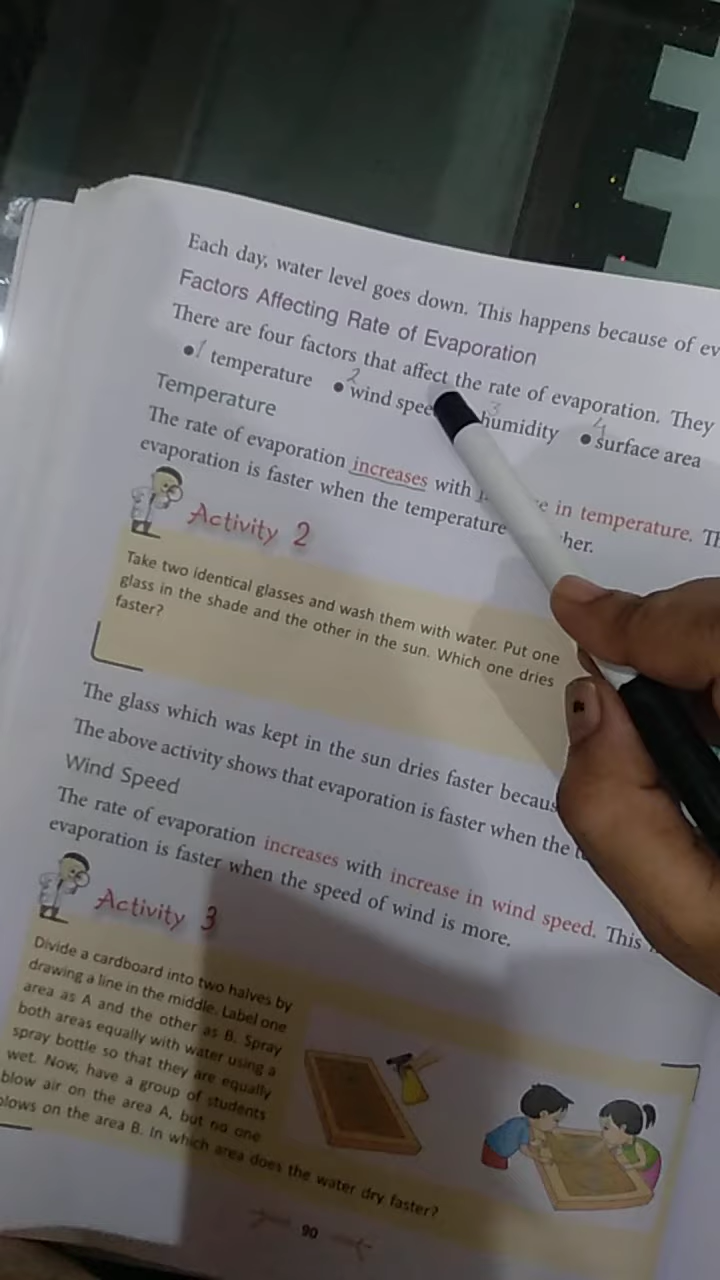 Each day, water level goes down. This happens because of ev
Factors Affecting Rate of Evaporation
There are four factors that affect the rate of evaporation. They
●1 temperature ●2 wind spee 3 humidity ●4 surface area
Temperature
The rate of evaporation increases with in temperature. Th
evaporation is faster when the temperature her.
Activity 2
Take two identical glasses and wash them with water. Put one
glass in the shade and the other in the sun. Which one dries
faster?
The glass which was kept in the sun dries faster becaus
The above activity shows that evaporation is faster when the
Wind Speed
The rate of evaporation increases with increase in wind speed. This
evaporation is faster when the speed of wind is more.
Activity 3
Divide a cardboard into two halves by
drawing a line in the middle. Label one
area as A and the other as B. Spray
both areas equally with water using a
spray bottle so that they are equally
wet. Now, have a group of students
blow air on the area A, but no one
blows on the area B. In which area does the water dry faster?
90